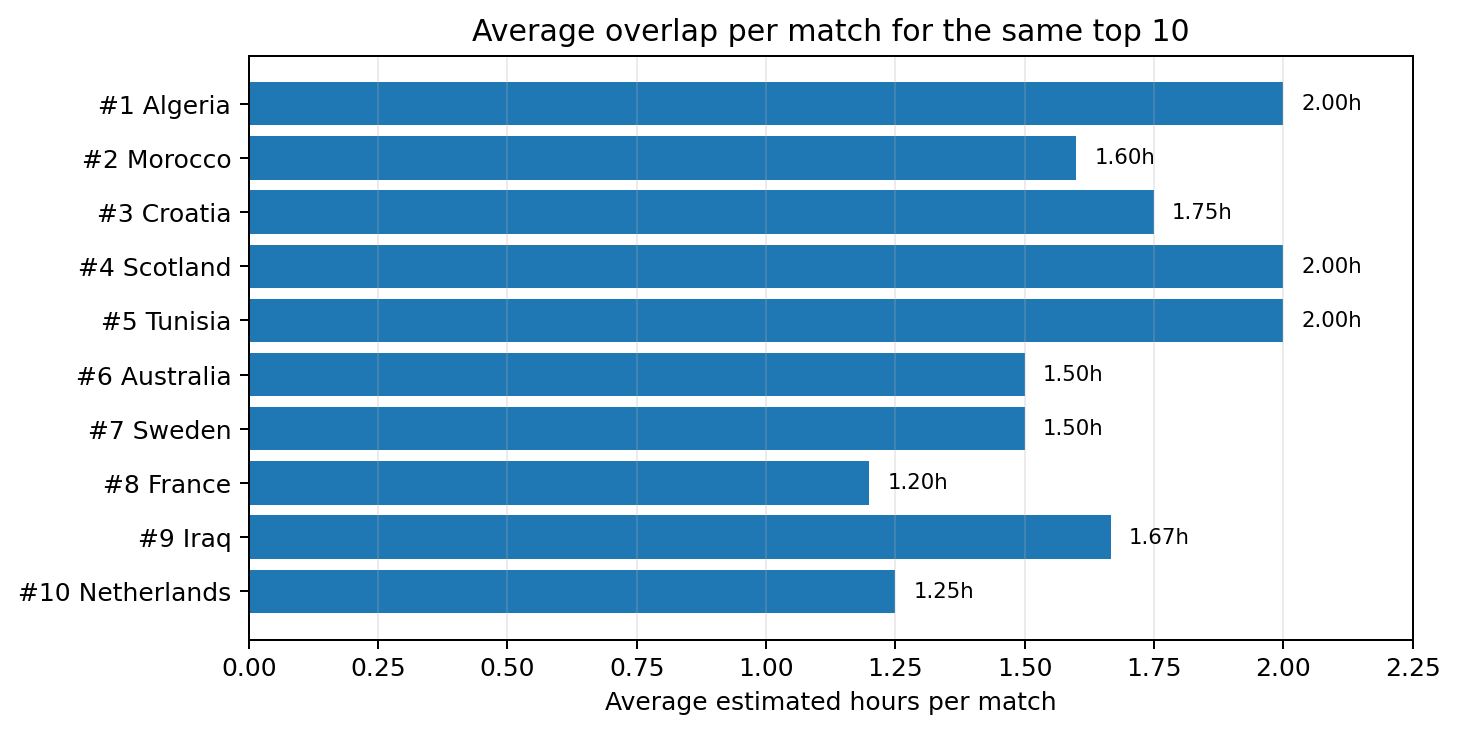 Average overlap per match for the same top 10
#1 Algeria 2.00h
#2 Morocco 1.60h
#3 Croatia 1.75h
#4 Scotland 2.00h
#5 Tunisia 2.00h
#6 Australia 1.50h
#7 Sweden 1.50h
#8 France 1.20h
#9 Iraq 1.67h
#10 Netherlands 1.25h
0.00 0.25 0.50 0.75 1.00 1.25 1.50 1.75 2.00 2.25
Average estimated hours per match